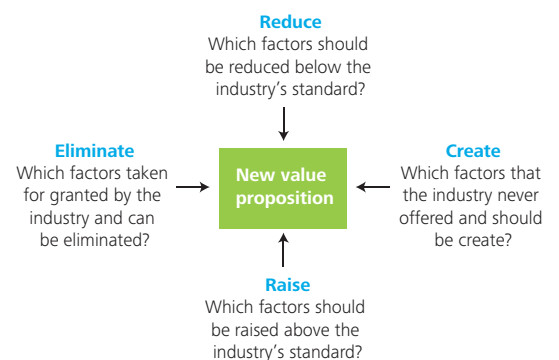 Reduce
Which factors should
be reduced below the
industry's standard?
Eliminate
Which factors taken
for granted by the
industry and can
be eliminated?
New value
proposition
Create
Which factors that
the industry never
offered and should
be create?
Raise
Which factors should
be raised above the
industry's standard?